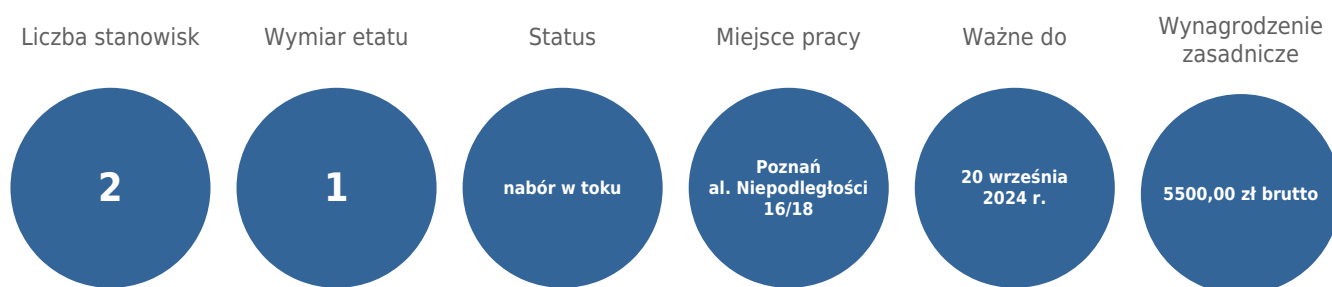 Liczba stanowisk
Wymiar etatu
Status
Miejsce pracy
Ważne do
Wynagrodzenie
zasadnicze
2
1
nabór w toku
Poznań
al. Niepodległości
16/18
20 września
2024 r.
5500,00 zł brutto